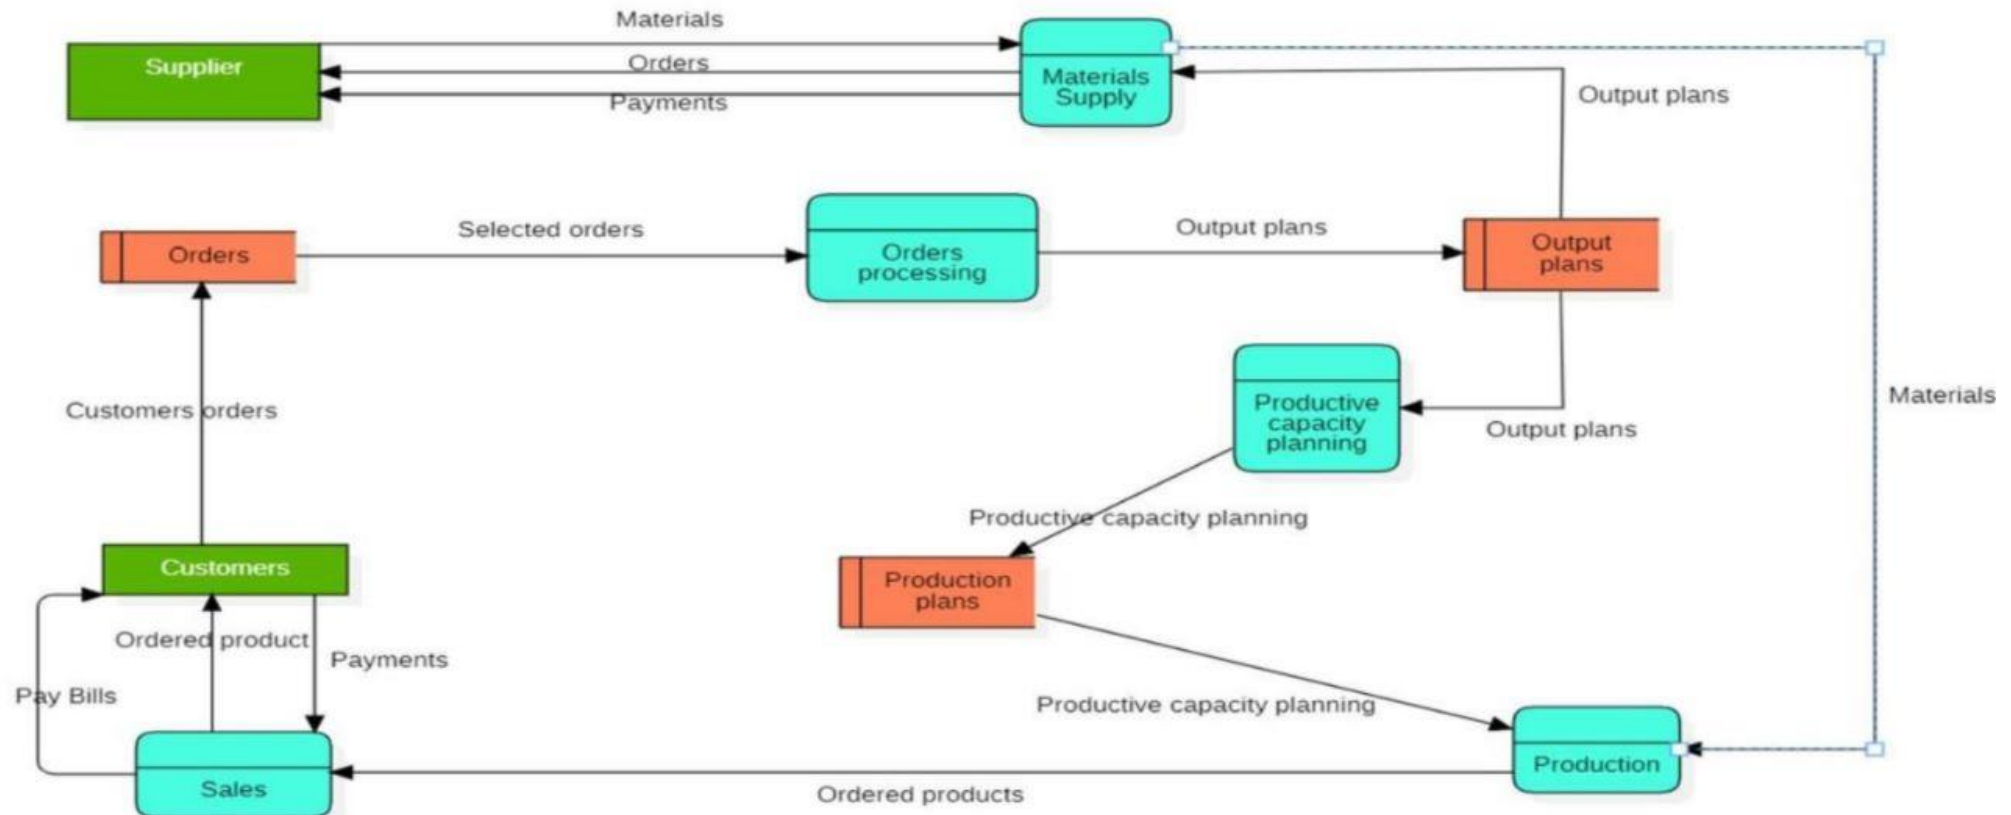 Materials
Supplier
Orders
Materials
Supply
Payments
Output plans
Orders
Selected orders
Orders
processing
Output plans
Output
plans
Productive
capacity
planning
Output plans
Materials
Customers orders
Productive capacity planning
Customers
Production
plans
Ordered product
Payments
Pay Bills
Productive capacity planning
Production
Sales
Ordered products